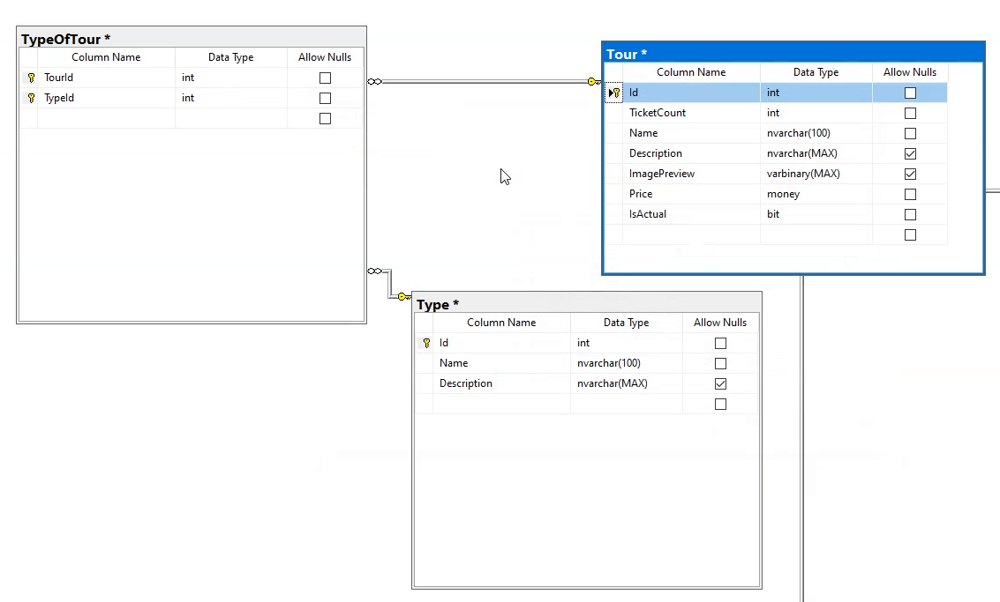 TypeOfTour *
Column Name Data Type Allow Nulls
TourId int
TypeId int
Tour *
Column Name Data Type Allow Nulls
Id int
TicketCount int
Name nvarchar(100)
Description nvarchar(MAX)
ImagePreview varbinary(MAX)
Price money
IsActual bit
Type *
Column Name Data Type Allow Nulls
Id int
Name nvarchar(100)
Description nvarchar(MAX)